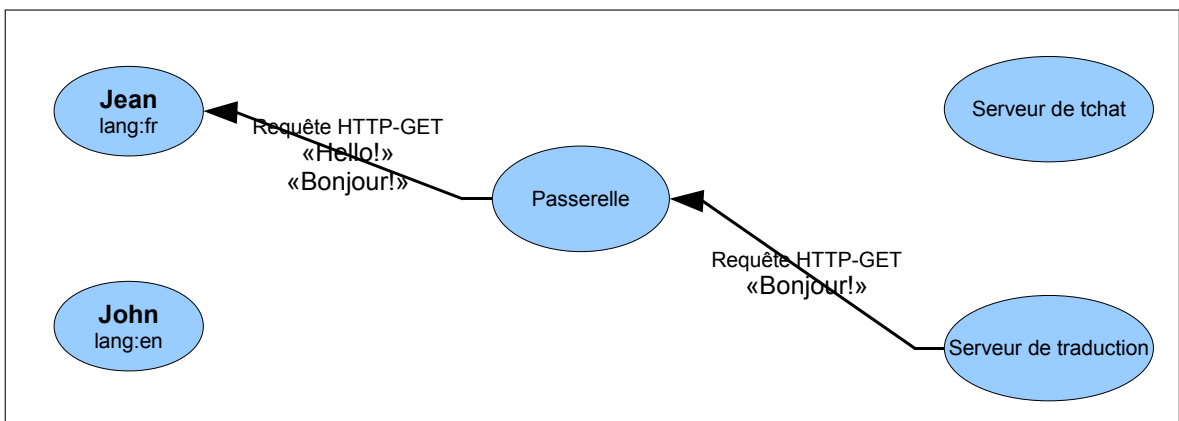 Jean
lang:fr
Requête HTTP-GET
«Hello!»
«Bonjour!»
Serveur de tchat
Passerelle
Requête HTTP-GET
«Bonjour!»
John
lang:en
Serveur de traduction